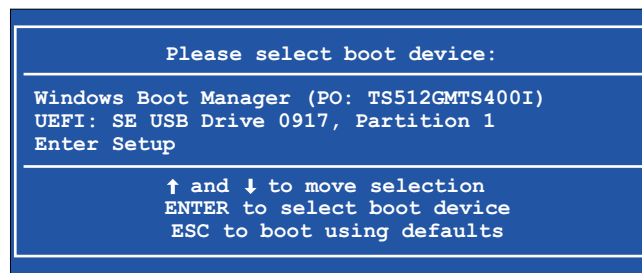 Please select boot device:
Windows Boot Manager (PO: TS512GMTS400I)
UEFI: SE USB Drive 0917, Partition 1
Enter Setup
↑ and ↓ to move selection
ENTER to select boot device
ESC to boot using defaults